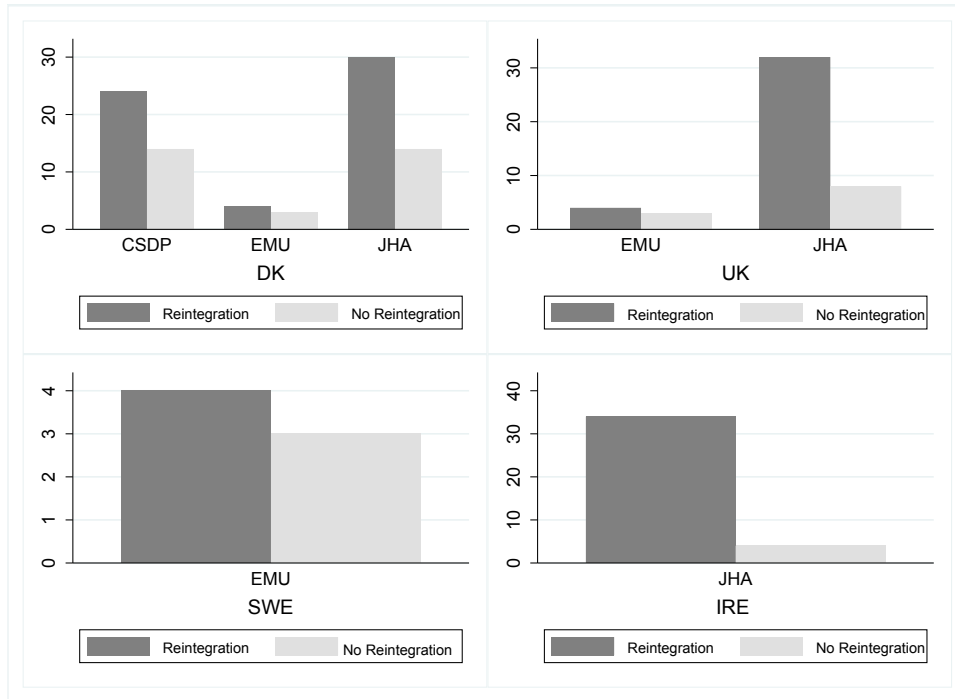 30
20
10
0
CSDP EMU JHA
DK
Reintegration No Reintegration
30
20
10
0
EMU JHA
UK
Reintegration No Reintegration
4
3
2
1
0
EMU
SWE
Reintegration No Reintegration
40
30
20
10
0
JHA
IRE
Reintegration No Reintegration